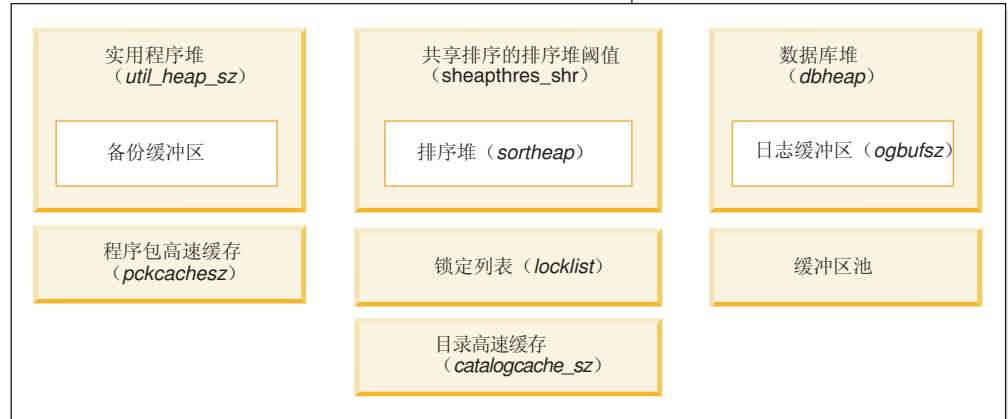 实用程序堆
（util_heap_sz）
备份缓冲区
共享排序的排序堆阈值
（sheapthres_shr）
排序堆（sortheap）
数据库堆
（dbheap）
日志缓冲区（ogbufsz）
程序包高速缓存
（pckcachesz）
锁定列表（locklist）
缓冲区池
目录高速缓存
（catalogcache_sz）